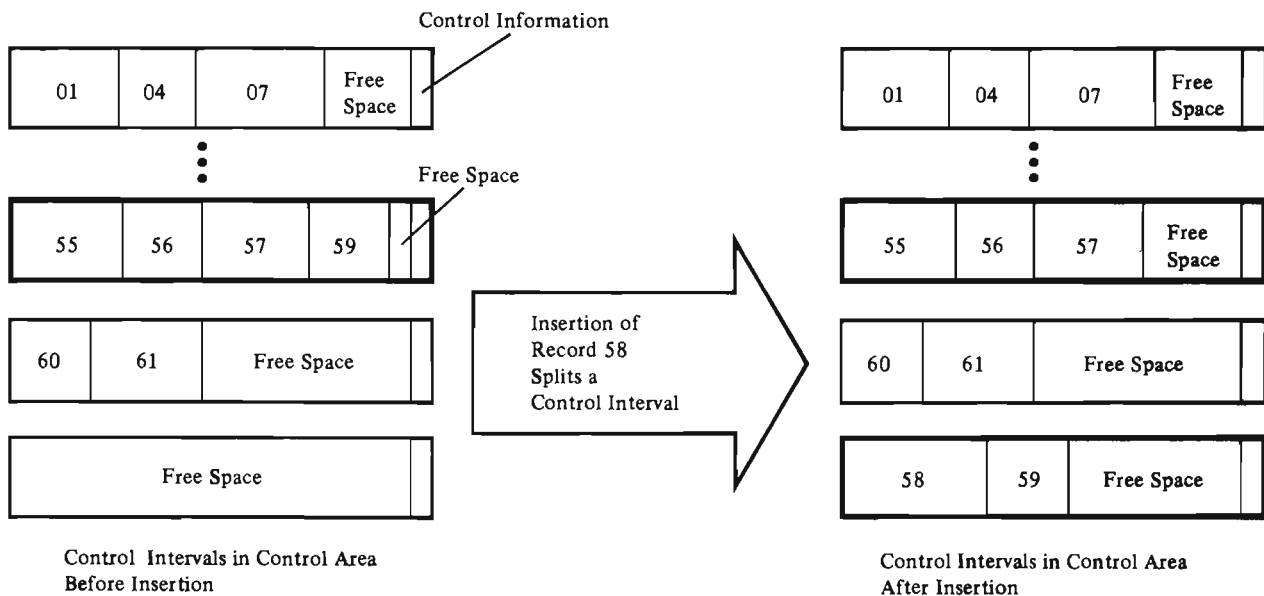 Control Information
01 04 07 Free
Space
Free Space
55 56 57 59
60 61 Free Space
Free Space
Control Intervals in Control Area
Before Insertion
Insertion of
Record 58
Splits a
Control Interval
01 04 07 Free
Space
55 56 57 Free
Space
60 61 Free Space
58 59 Free Space
Control Intervals in Control Area
After Insertion